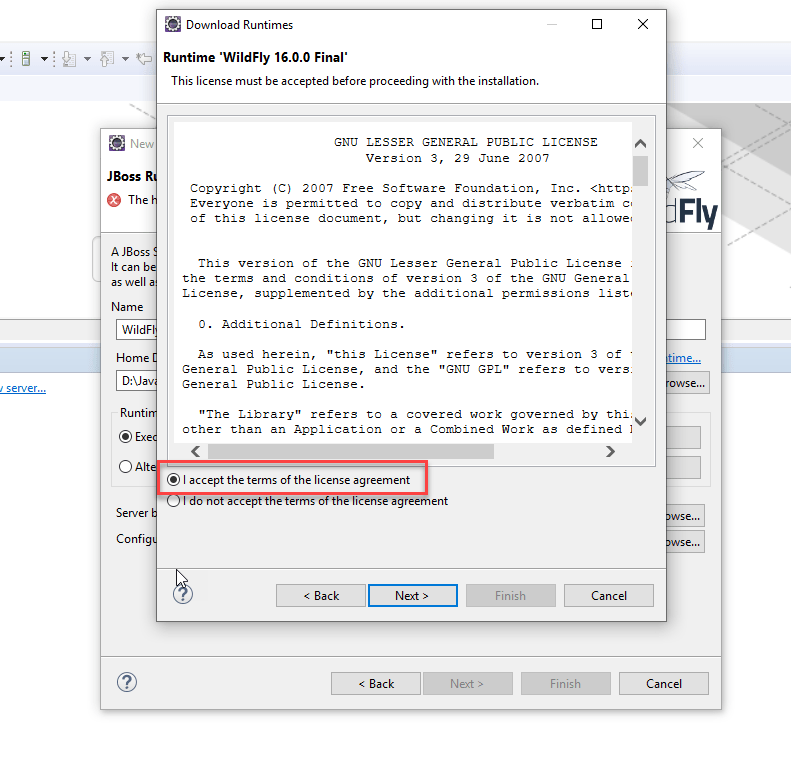 Download Runtimes
Runtime 'WildFly 16.0.0 Final'
This license must be accepted before proceeding with the installation.
GNU LESSER GENERAL PUBLIC LICENSE
Version 3, 29 June 2007
Copyright (C) 2007 Free Software Foundation, Inc. <http
Everyone is permitted to copy and distribute verbatim
of this license document, but changing it is not allowe
This version of the GNU Lesser General Public License
the terms and conditions of version 3 of the GNU General
License, supplemented by the additional permissions liste
0. Additional Definitions.
As used herein, "this License" refers to version 3 of
General Public License, and the "GNU GPL" refers to vers
General Public License.
"The Library" refers to a covered work governed by thi
other than an Application or a Combined Work as defined
I accept the terms of the license agreement
I do not accept the terms of the license agreement
< Back
Next >
Finish
Cancel
New
JBoss Ru
The h
dFly
A JBoss S
It can be
as well as
Name
WildFly
Home D
time...
D:\Java
rowse...
v server...
Runtim
Exec
Alte
Server b
owse...
Configu
owse...
< Back
Next >
Finish
Cancel